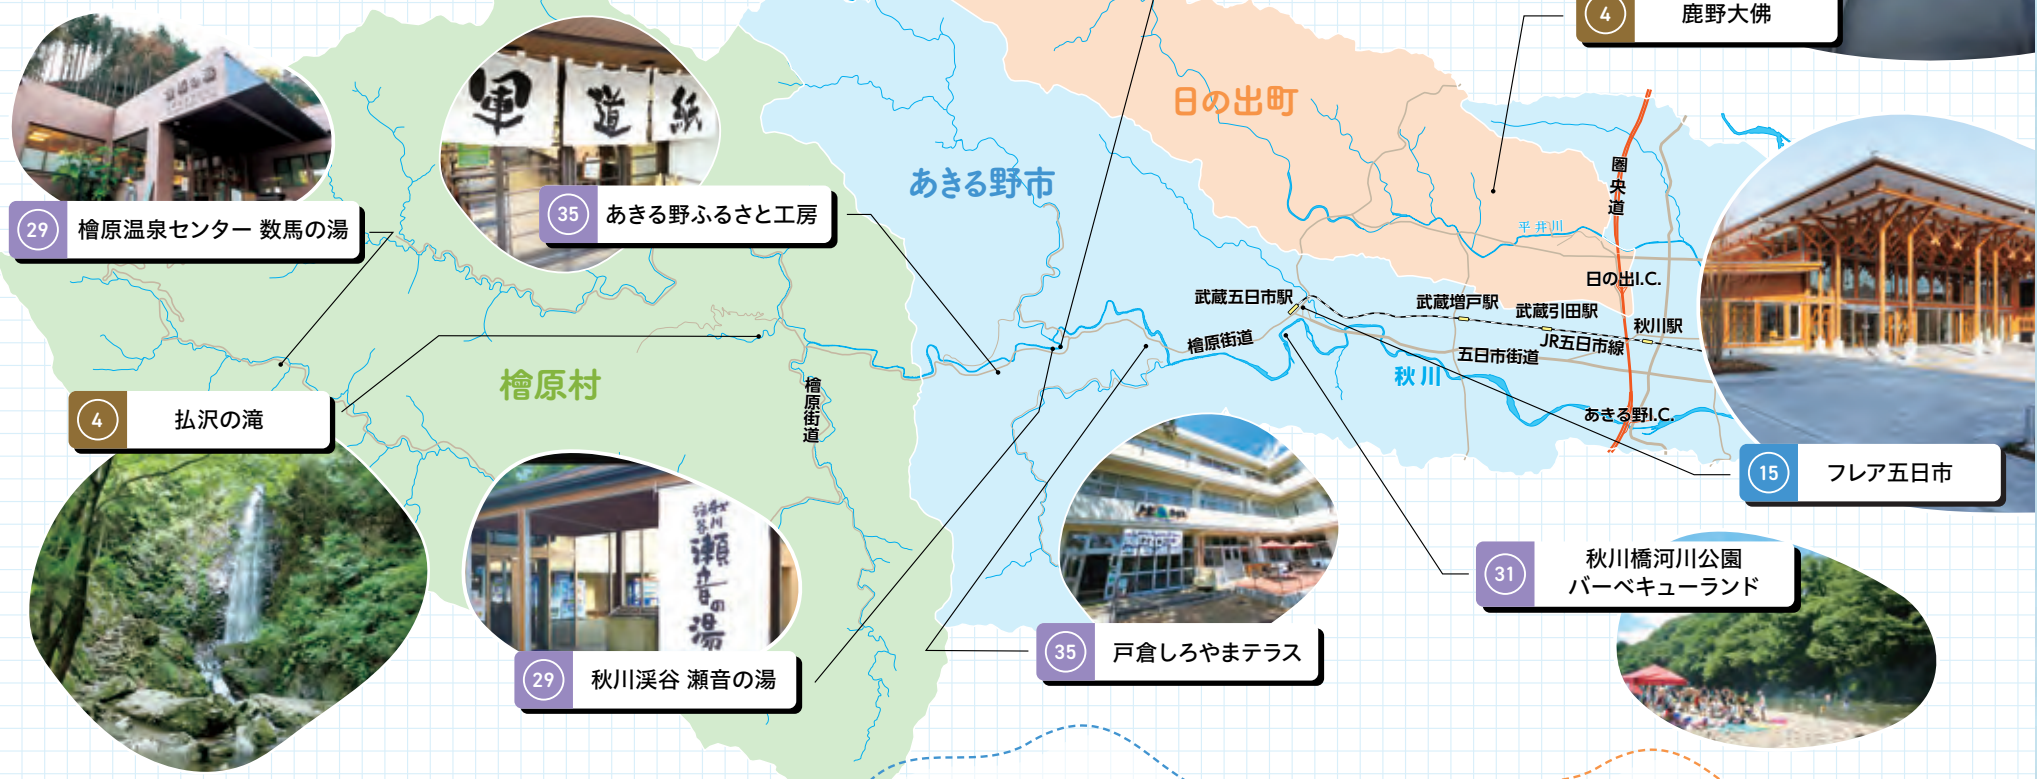 4
鹿野大佛
29
檜原温泉センター 数馬の湯
軍道紙
35
あきる野ふるさと工房
日の出町
あきる野市
圏央道
平井川
日の出I.C.
武蔵五日市駅
武蔵増戸駅
武蔵引田駅
秋川駅
JR五日市線
檜原街道
五日市街道
秋川
あきる野I.C.
檜原村
檜原街道
4
払沢の滝
15
フレア五日市
秋川渓谷
瀬音の湯
29
秋川渓谷 瀬音の湯
35
戸倉しろやまテラス
31
秋川橋河川公園
バーベキューランド